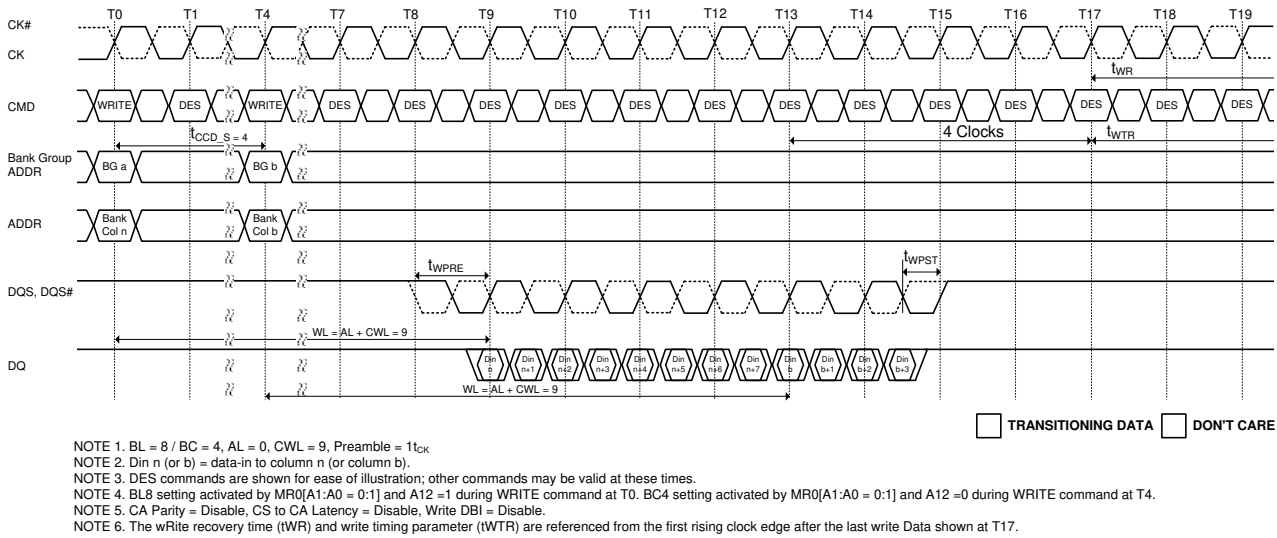 T0 T1 T4 T7 T8 T9 T10 T11 T12 T13 T14 T15 T16 T17 T18 T19
CK#
CK
tWR
CMD
WRITE DES WRITE DES DES DES DES DES DES DES DES DES DES DES DES DES
tCCD_S = 4
4 Clocks
tWTR
Bank Group
ADDR
BG a BG b
ADDR
Bank
Col n
Bank
Col b
tWPRE
tWPST
DQS, DQS#
WL = AL + CWL = 9
DQ
Din
n
Din
n+1
Din
n+2
Din
n+3
Din
n+4
Din
n+5
Din
n+6
Din
n+7
Din
b
Din
b+1
Din
b+2
Din
b+3
WL = AL + CWL = 9
TRANSITIONING DATA DON'T CARE
NOTE 1. BL = 8 / BC = 4, AL = 0, CWL = 9, Preamble = 1tCK
NOTE 2. Din n (or b) = data-in to column n (or column b).
NOTE 3. DES commands are shown for ease of illustration; other commands may be valid at these times.
NOTE 4. BL8 setting activated by MR0[A1:A0 = 0:1] and A12 =1 during WRITE command at T0. BC4 setting activated by MR0[A1:A0 = 0:1] and A12 =0 during WRITE command at T4.
NOTE 5. CA Parity = Disable, CS to CA Latency = Disable, Write DBI = Disable.
NOTE 6. The wRite recovery time (tWR) and write timing parameter (tWTR) are referenced from the first rising clock edge after the last write Data shown at T17.